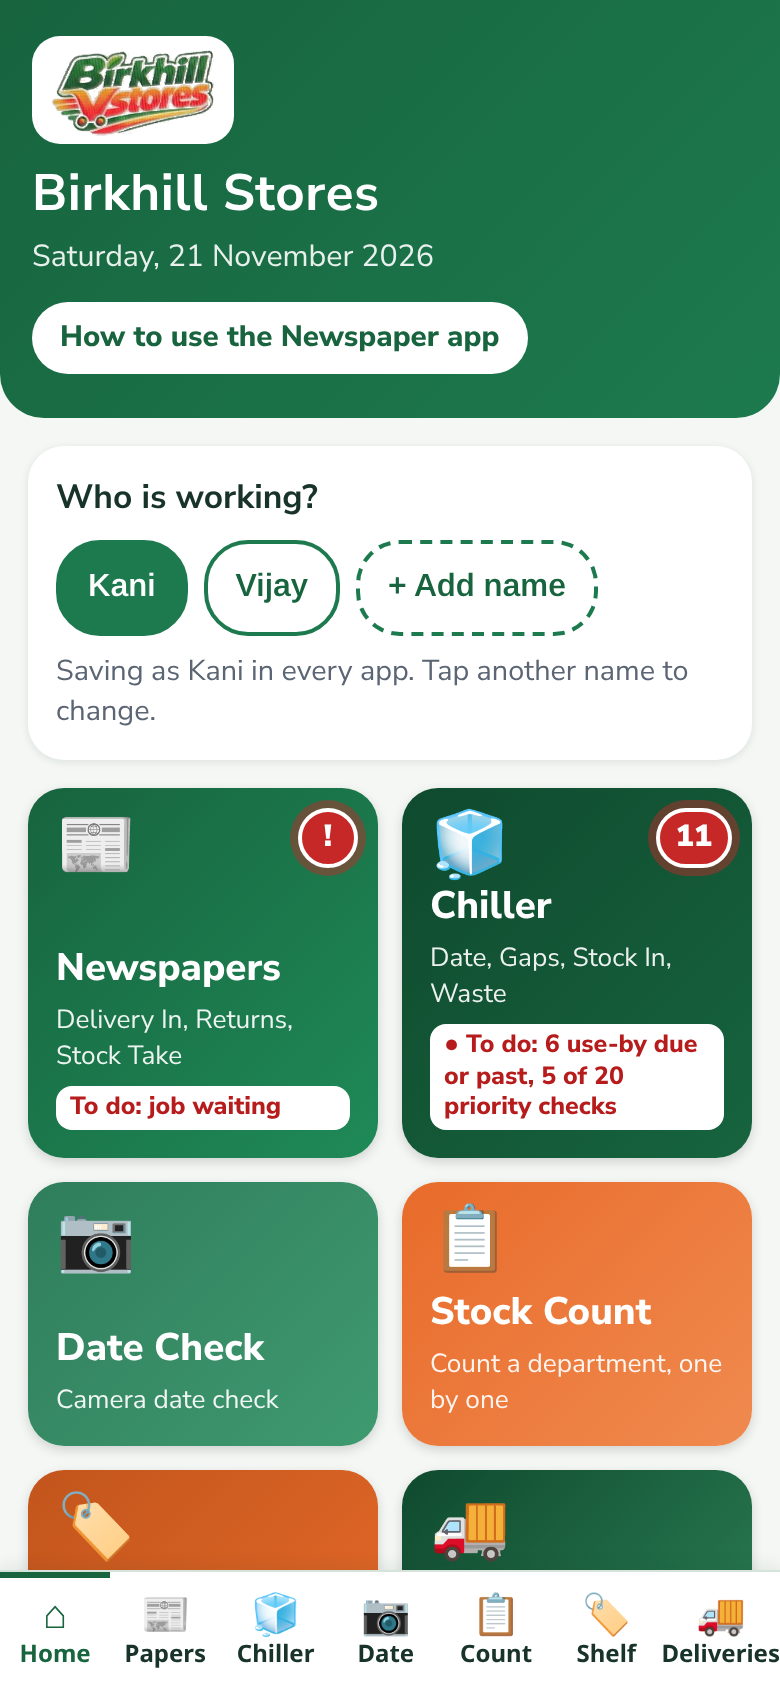 Birkhill
Vstores
Birkhill Stores
Saturday, 21 November 2026
How to use the Newspaper app
Who is working?
Kani
Vijay
+ Add name
Saving as Kani in every app. Tap another name to
change.
!
Newspapers
Delivery In, Returns,
Stock Take
To do: job waiting
11
Chiller
Date, Gaps, Stock In,
Waste
● To do: 6 use-by due
or past, 5 of 20
priority checks
Date Check
Camera date check
Stock Count
Count a department, one
by one
Home
Papers
Chiller
Date
Count
Shelf
Deliveries